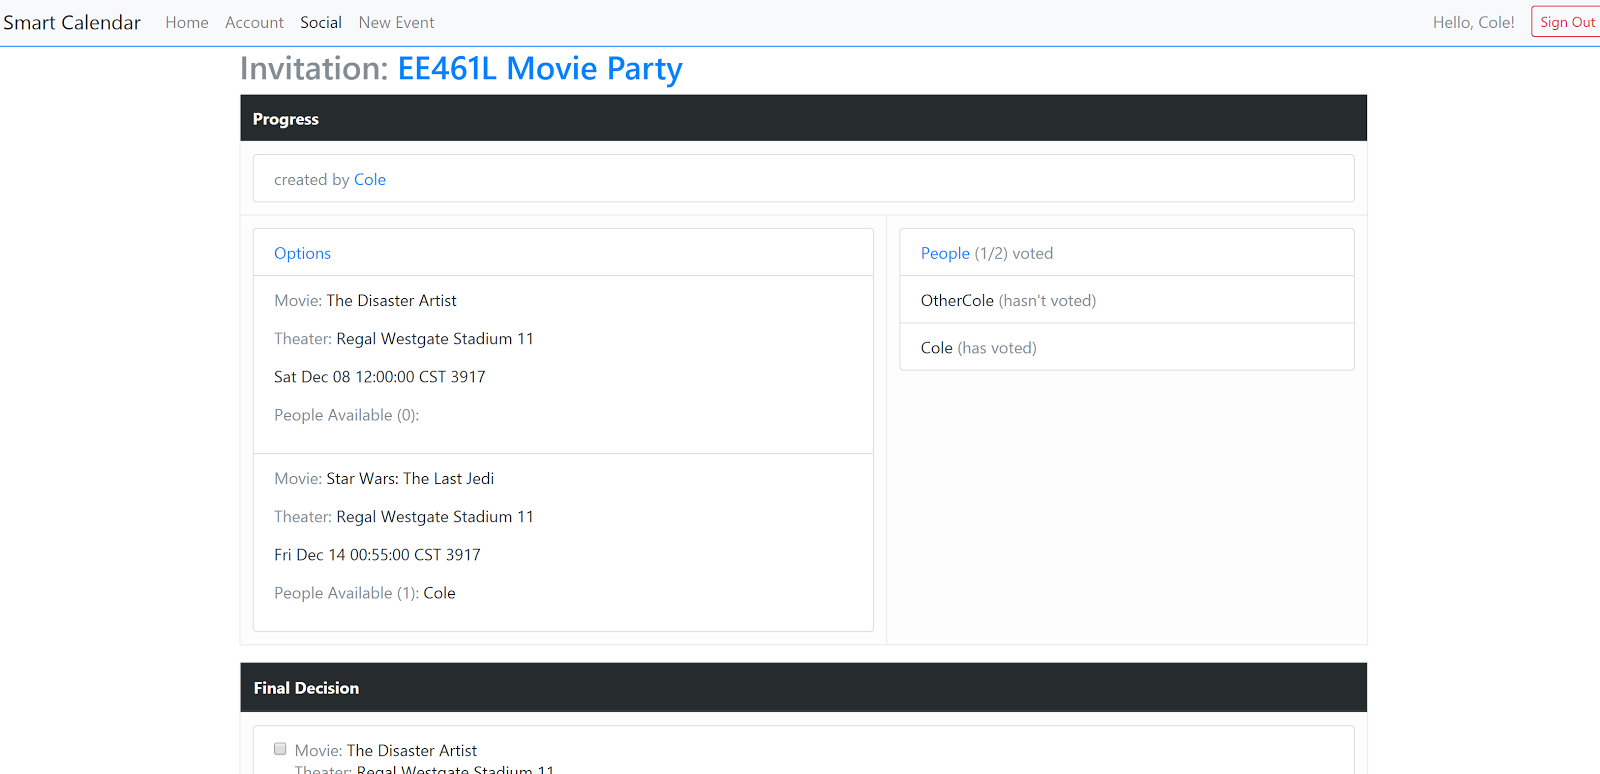 Smart Calendar Home Account Social New Event Hello, Cole! Sign Out
Invitation: EE461L Movie Party
Progress
created by Cole
Options
Movie: The Disaster Artist
Theater: Regal Westgate Stadium 11
Sat Dec 08 12:00:00 CST 3917
People Available (0):
Movie: Star Wars: The Last Jedi
Theater: Regal Westgate Stadium 11
Fri Dec 14 00:55:00 CST 3917
People Available (1): Cole
People (1/2) voted
OtherCole (hasn't voted)
Cole (has voted)
Final Decision
Movie: The Disaster Artist
Theater: Regal Westgate Stadium 11